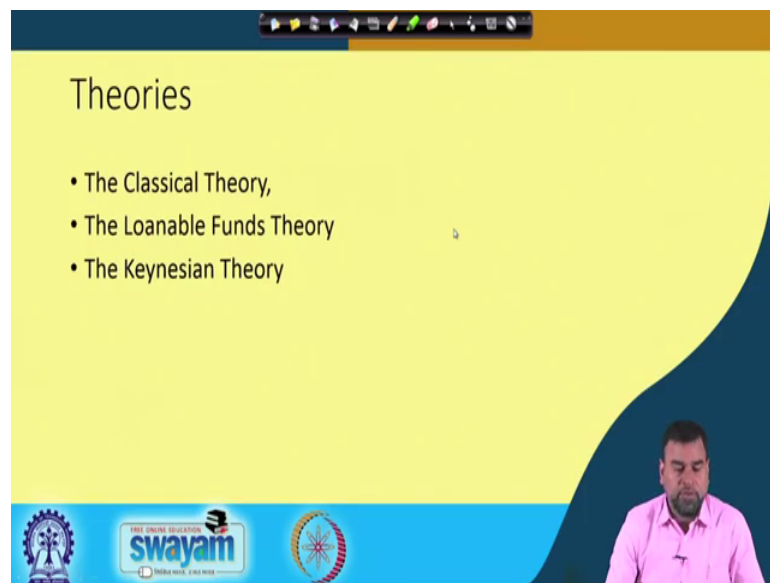 Theories
• The Classical Theory,
• The Loanable Funds Theory
• The Keynesian Theory
FREE ONLINE EDUCATION
swayam